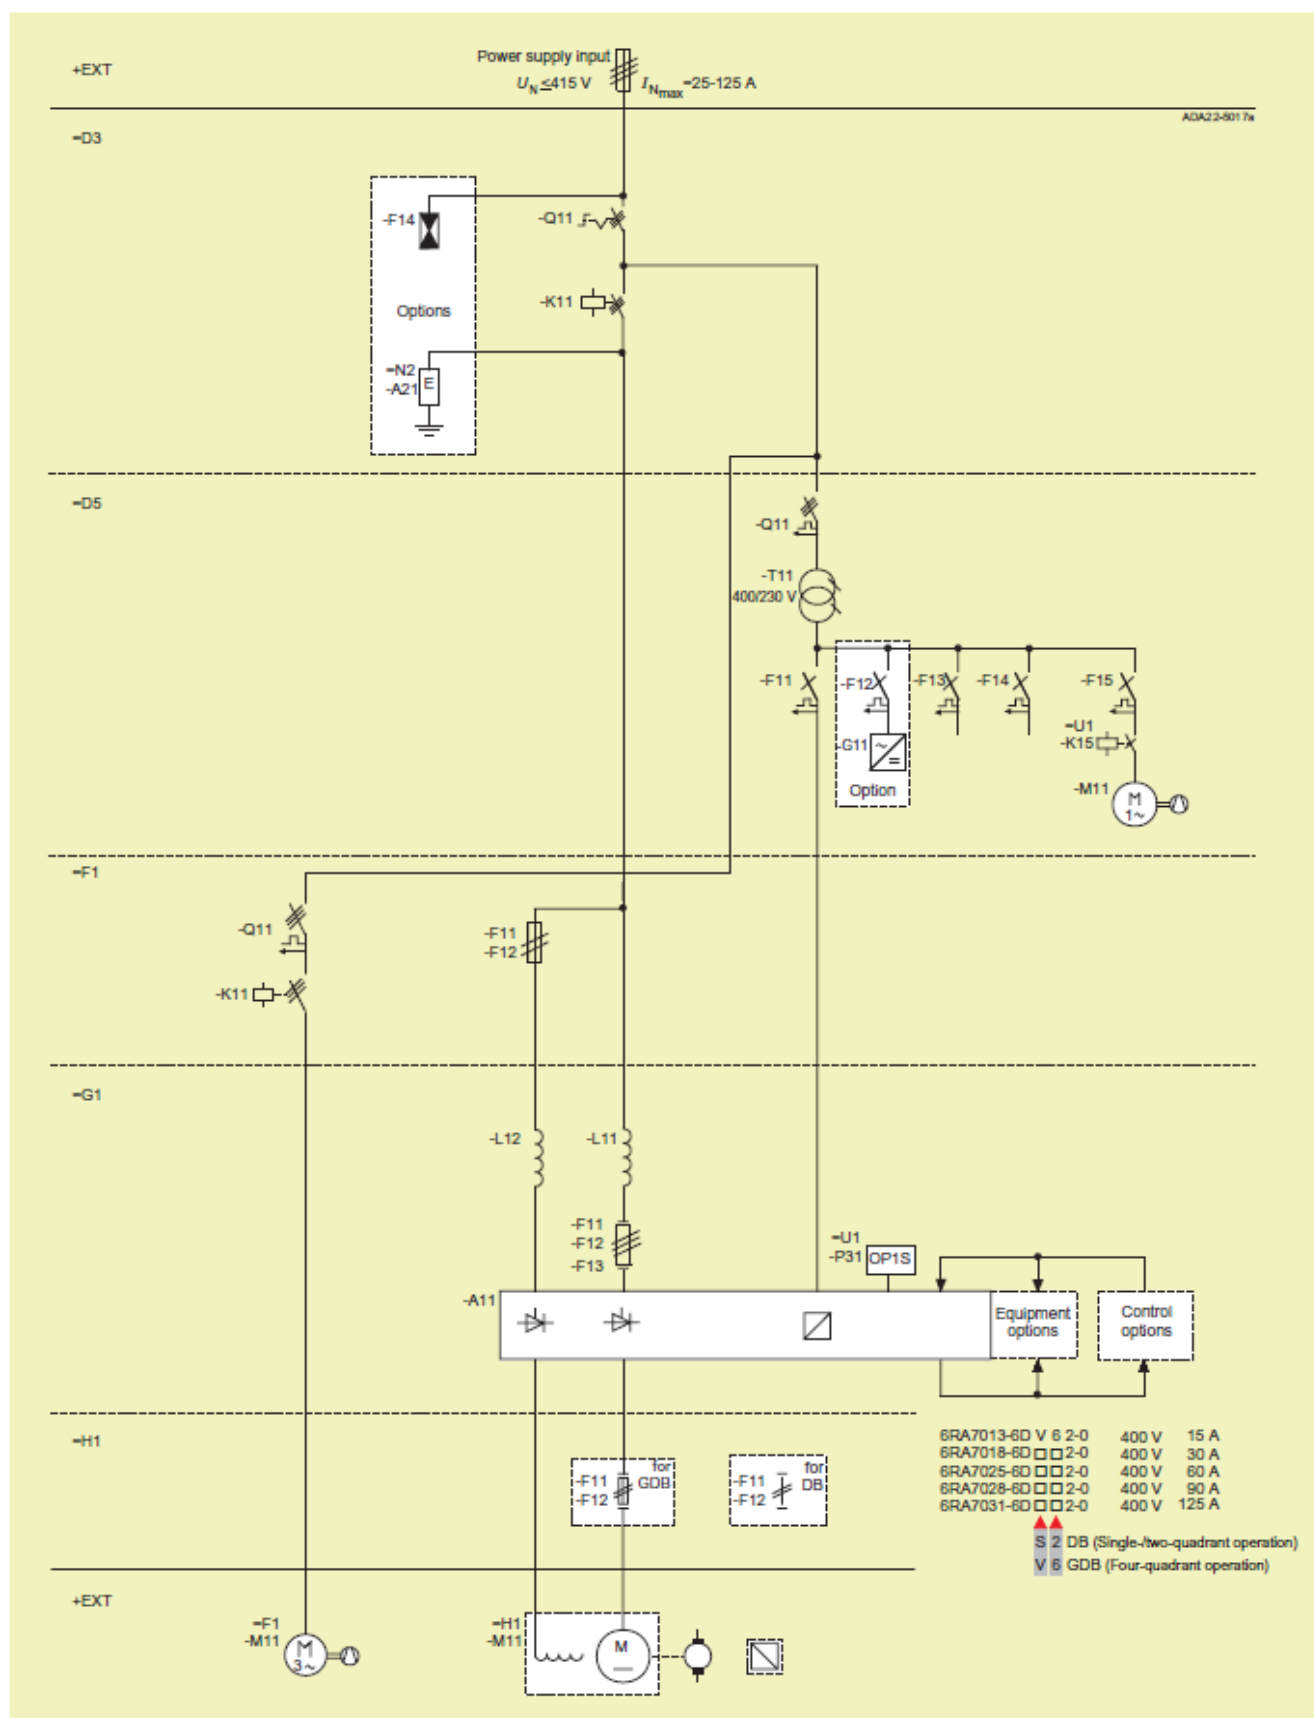 Power supply input
+EXT
U_N ≤415 V I_Nmax=25-125 A
ADA22-5017a
=D3
-F14
-Q11
-K11
Options
=N2
-A21
E
=D5
-Q11
-T11
400/230 V
-F11
-F12
-F13
-F14
-F15
=U1
-K15
-G11
~
=
Option
-M11
M
1~
=F1
-Q11
-F11
-F12
-K11
=G1
-L12
-L11
-F11
-F12
-F13
=U1
-P31
OP1S
-A11
Equipment
options
Control
options
=H1
for
GDB
-F11
-F12
for
DB
-F11
-F12
6RA7013-6D V 6 2-0 400 V 15 A
6RA7018-6D□□2-0 400 V 30 A
6RA7025-6D□□2-0 400 V 60 A
6RA7028-6D□□2-0 400 V 90 A
6RA7031-6D□□2-0 400 V 125 A
S 2 DB (Single-/two-quadrant operation)
V 6 GDB (Four-quadrant operation)
+EXT
=F1
-M11
M
3~
=H1
-M11
M